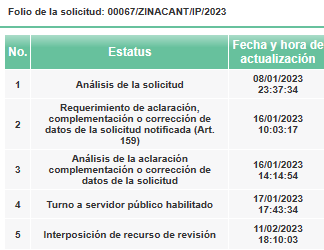 Folio de la solicitud: 00067/ZINACANT/IP/2023
No. Estatus Fecha y hora de
actualización
1 Análisis de la solicitud 08/01/2023
23:37:34
2 Requerimiento de aclaración,
complementación o corrección de
datos de la solicitud notificada (Art.
159) 16/01/2023
10:03:17
3 Análisis de la aclaración
complementación o corrección de
datos de la solicitud 16/01/2023
14:14:54
4 Turno a servidor público habilitado 17/01/2023
17:43:34
5 Interposición de recurso de revisión 11/02/2023
18:10:03